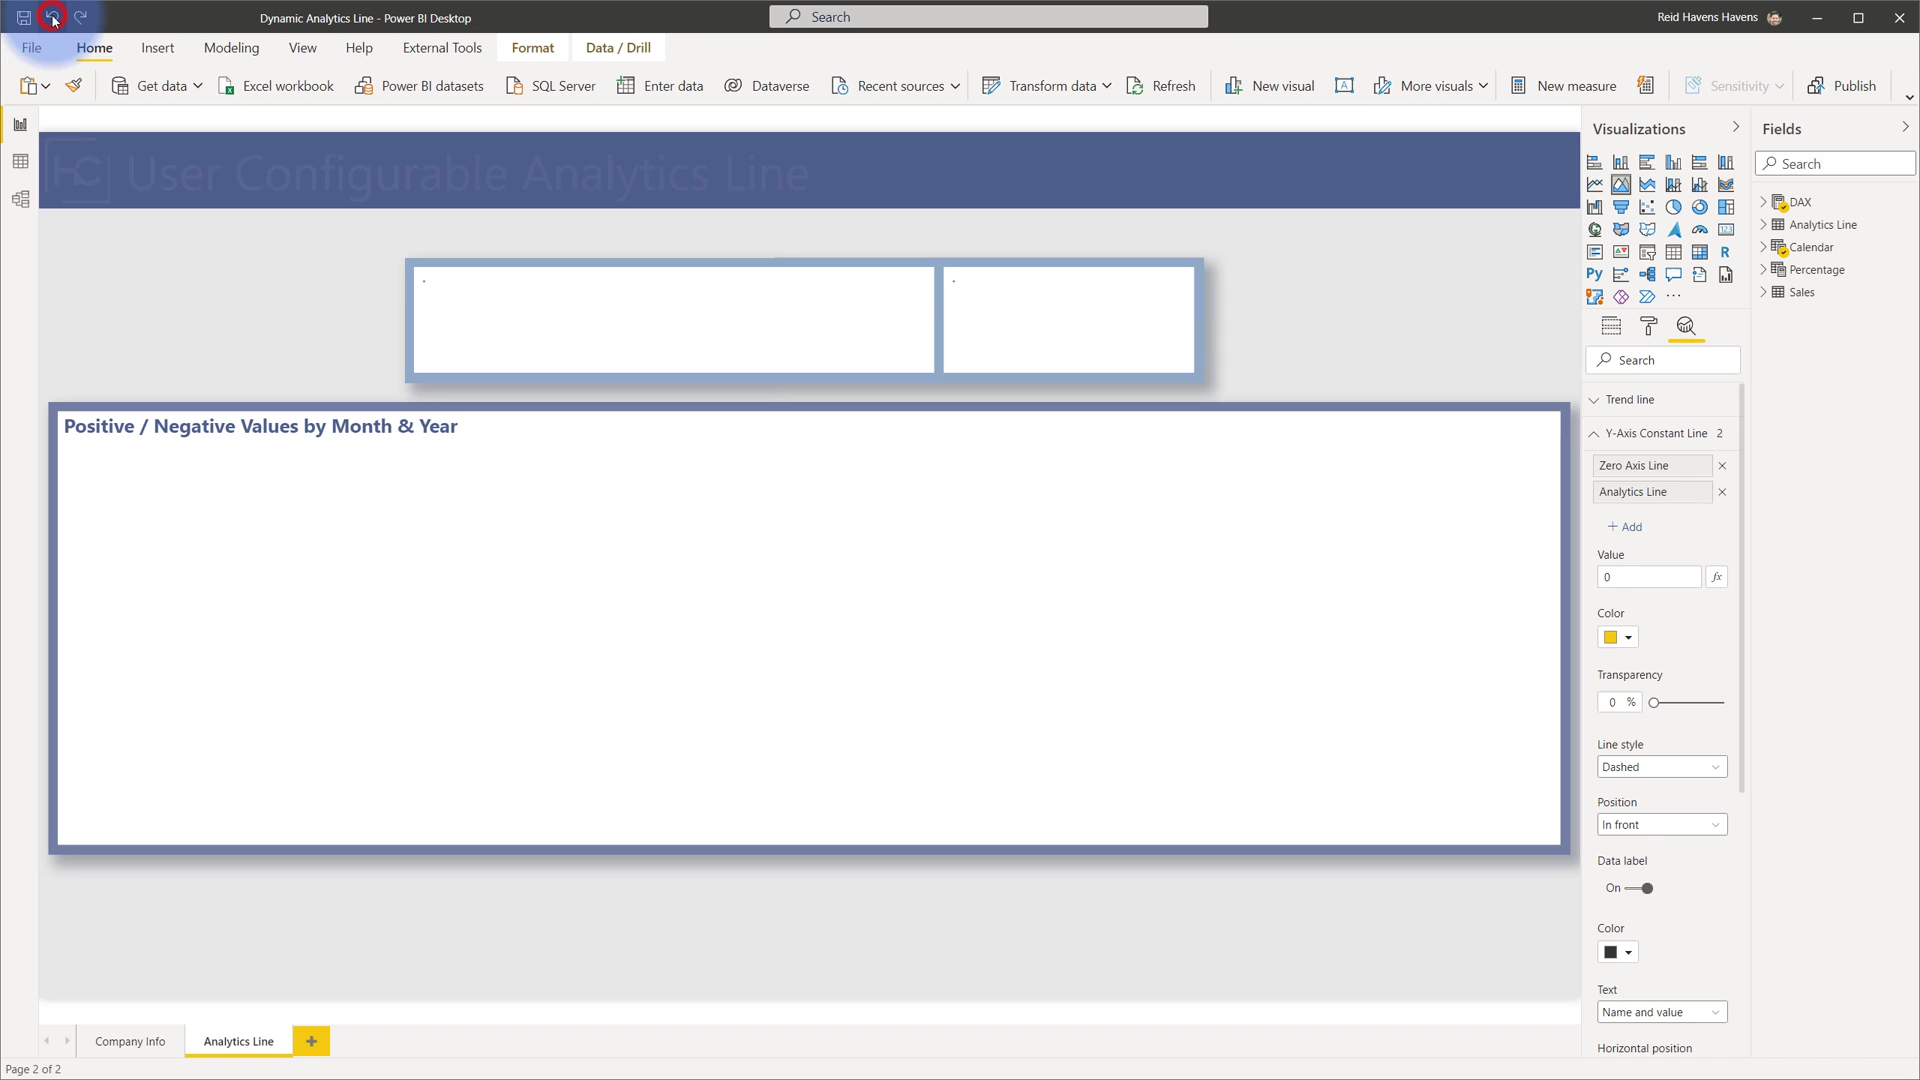 Dynamic Analytics Line - Power BI Desktop
Search
Reid Havens Havens
File
Home
Insert
Modeling
View
Help
External Tools
Format
Data / Drill
Get data
Excel workbook
Power BI datasets
SQL Server
Enter data
Dataverse
Recent sources
Transform data
Refresh
New visual
More visuals
New measure
Sensitivity
Publish
HC User Configurable Analytics Line
Positive / Negative Values by Month & Year
Visualizations
R
Py
123
Search
Trend line
Y-Axis Constant Line 2
Zero Axis Line
Analytics Line
+ Add
Value
0
fx
Color
Transparency
0 %
Line style
Dashed
Position
In front
Data label
On
Color
Text
Name and value
Horizontal position
Fields
Search
DAX
Analytics Line
Calendar
Percentage
Sales
Company Info
Analytics Line
+
Page 2 of 2